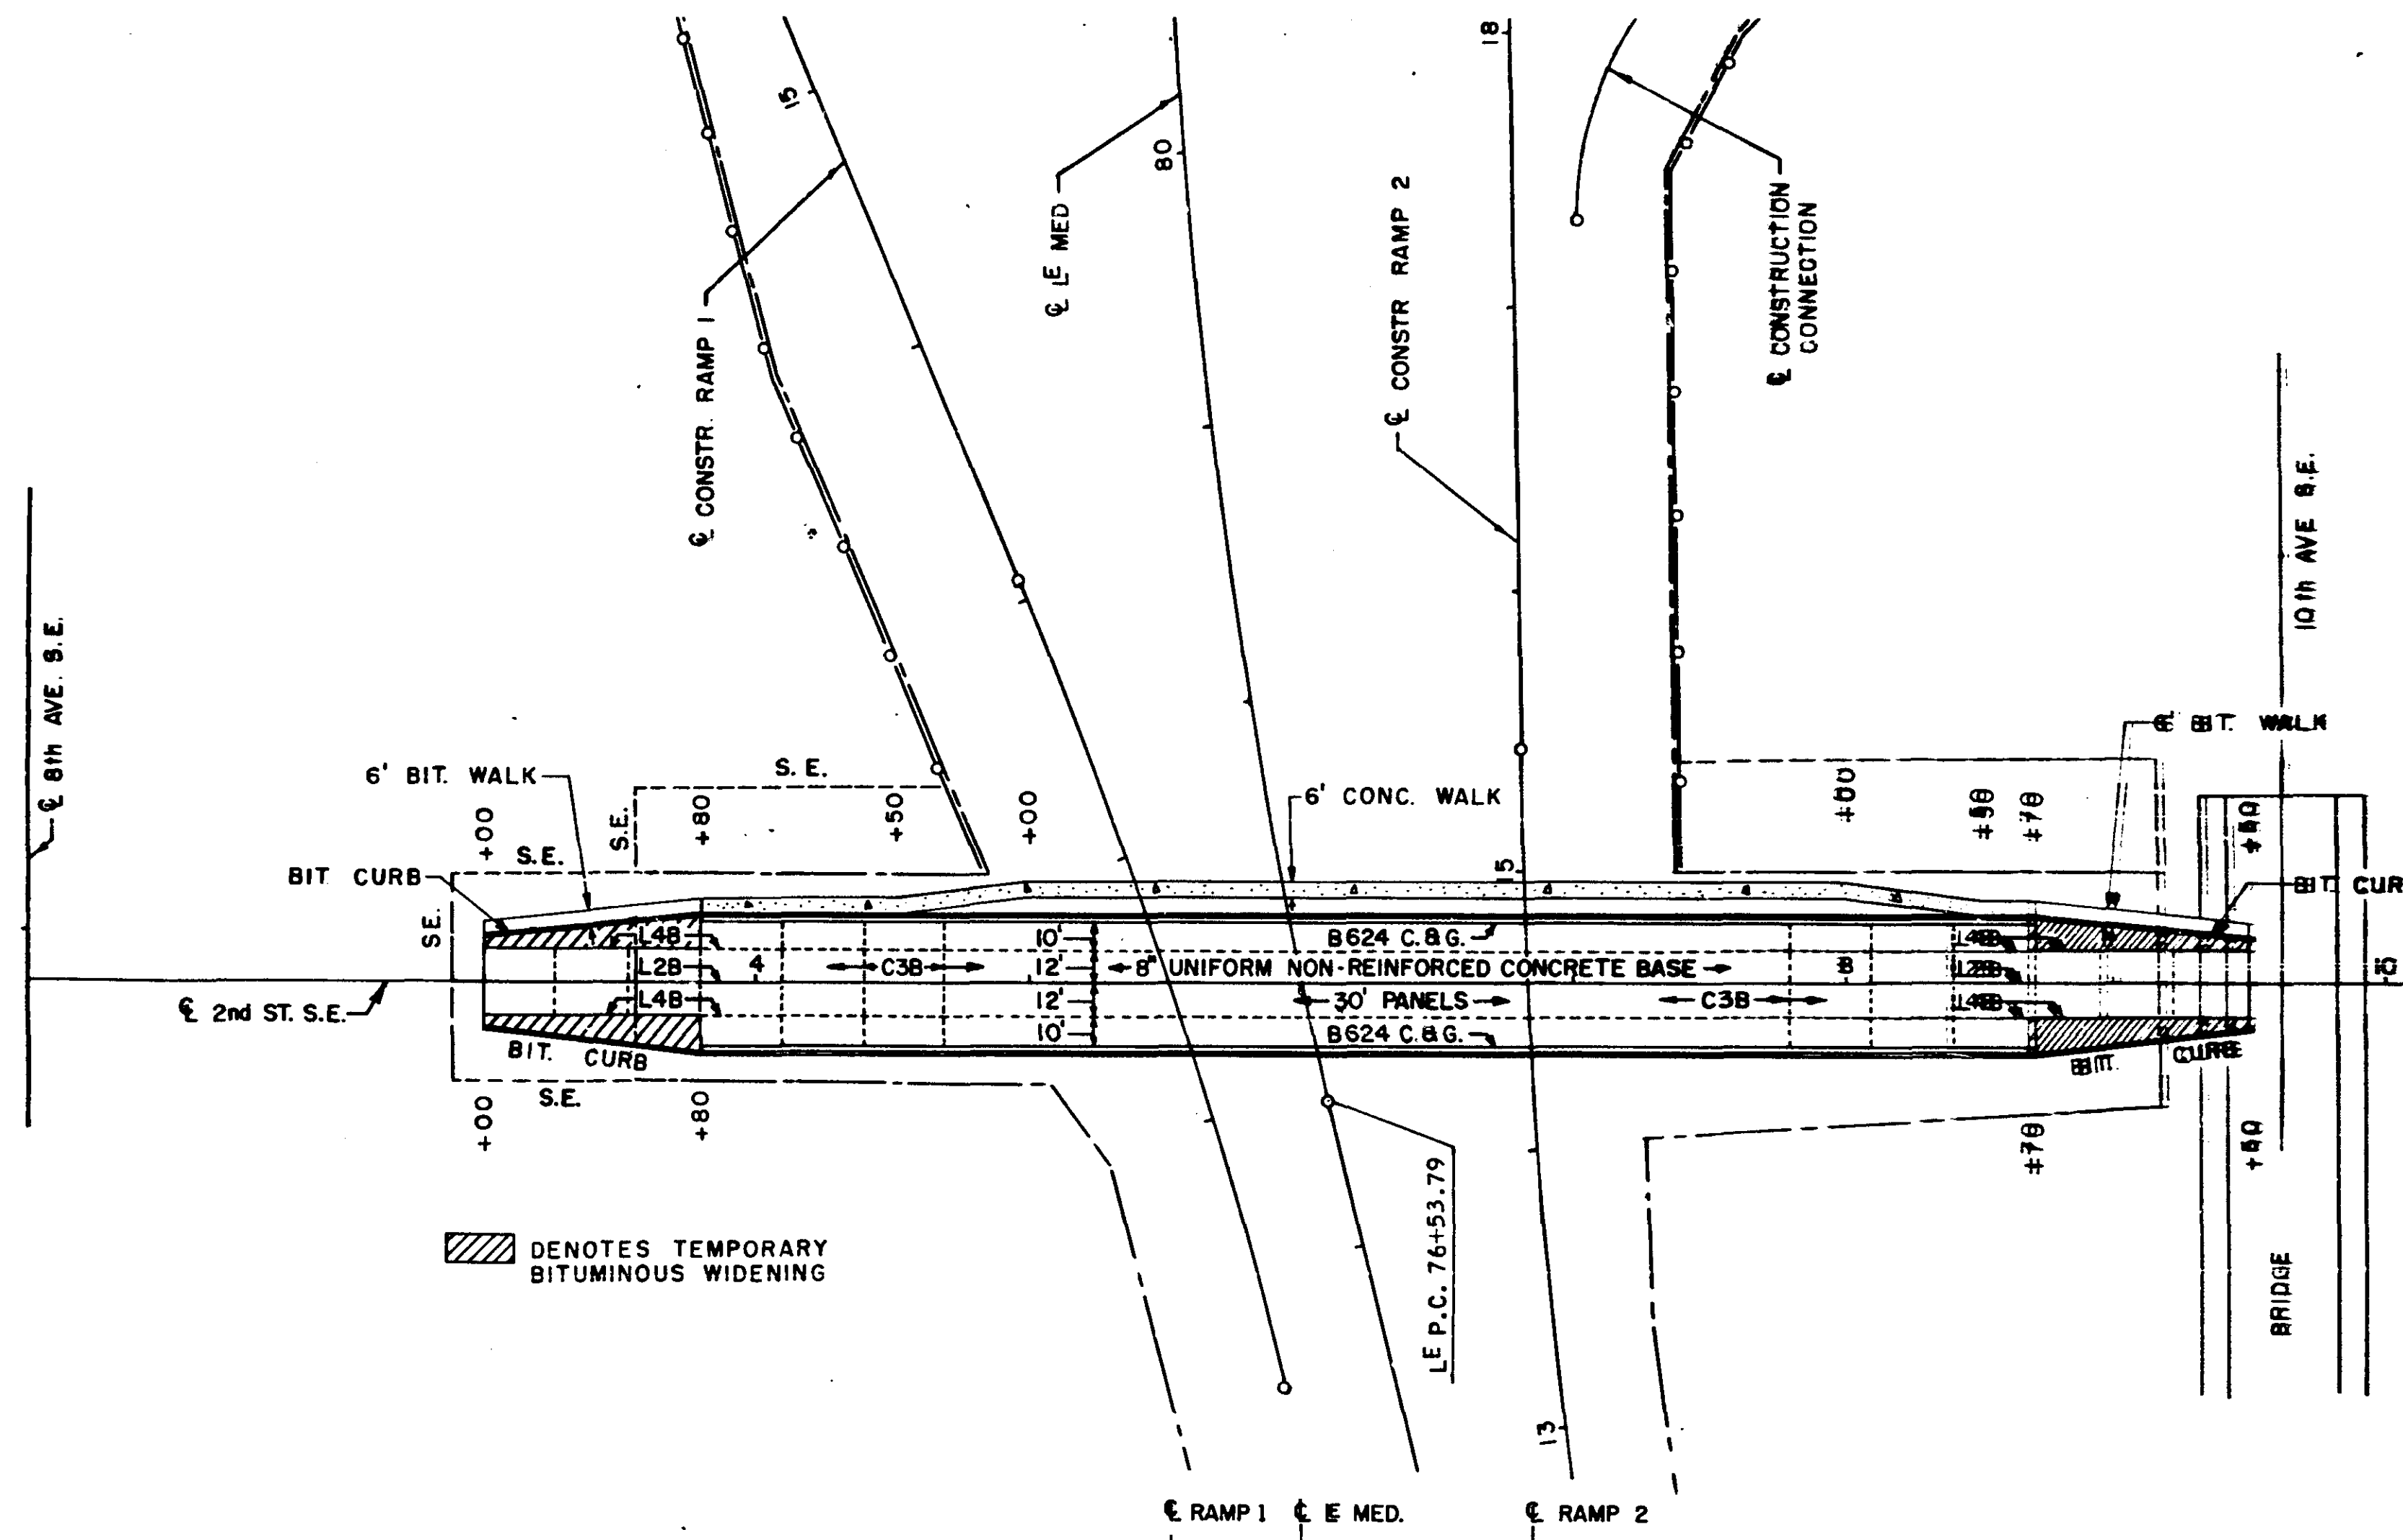 18
15
80
℄ LE MED
℄ CONSTR. RAMP 1
℄ CONSTR RAMP 2
℄ CONSTRUCTION
CONNECTION
10th AVE S.E.
℄ 8th AVE. S.E.
6' BIT. WALK
S. E.
S.E.
S.E.
S.E.
+00
+80
+50
+00
6' CONC. WALK
6' BIT. WALK
+00
+50
+70
BIT. CURB
15
BIT. CUR
L4B
10'
B624 C. & G.
L4B
L2B
4
C3B
12'
8" UNIFORM NON-REINFORCED CONCRETE BASE
8
L2B
10
℄ 2nd ST. S.E.
L4B
12'
30' PANELS
C3B
L4B
10'
B624 C. & G.
BIT. CURB
BIT. CURB
S.E.
+00
+80
+70
LE P.C. 76+53.79
DENOTES TEMPORARY
BITUMINOUS WIDENING
BRIDGE
13
℄ RAMP 1
℄ E MED.
℄ RAMP 2